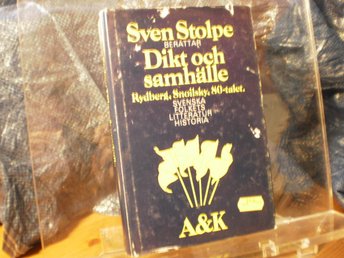 Sven Stolpe
BERÄTTAR
Dikt och
samhälle
Rydberg, Snoilsky, 80-talet.
SVENSKA
FOLKETS
LITTERATUR
HISTORIA
A&K